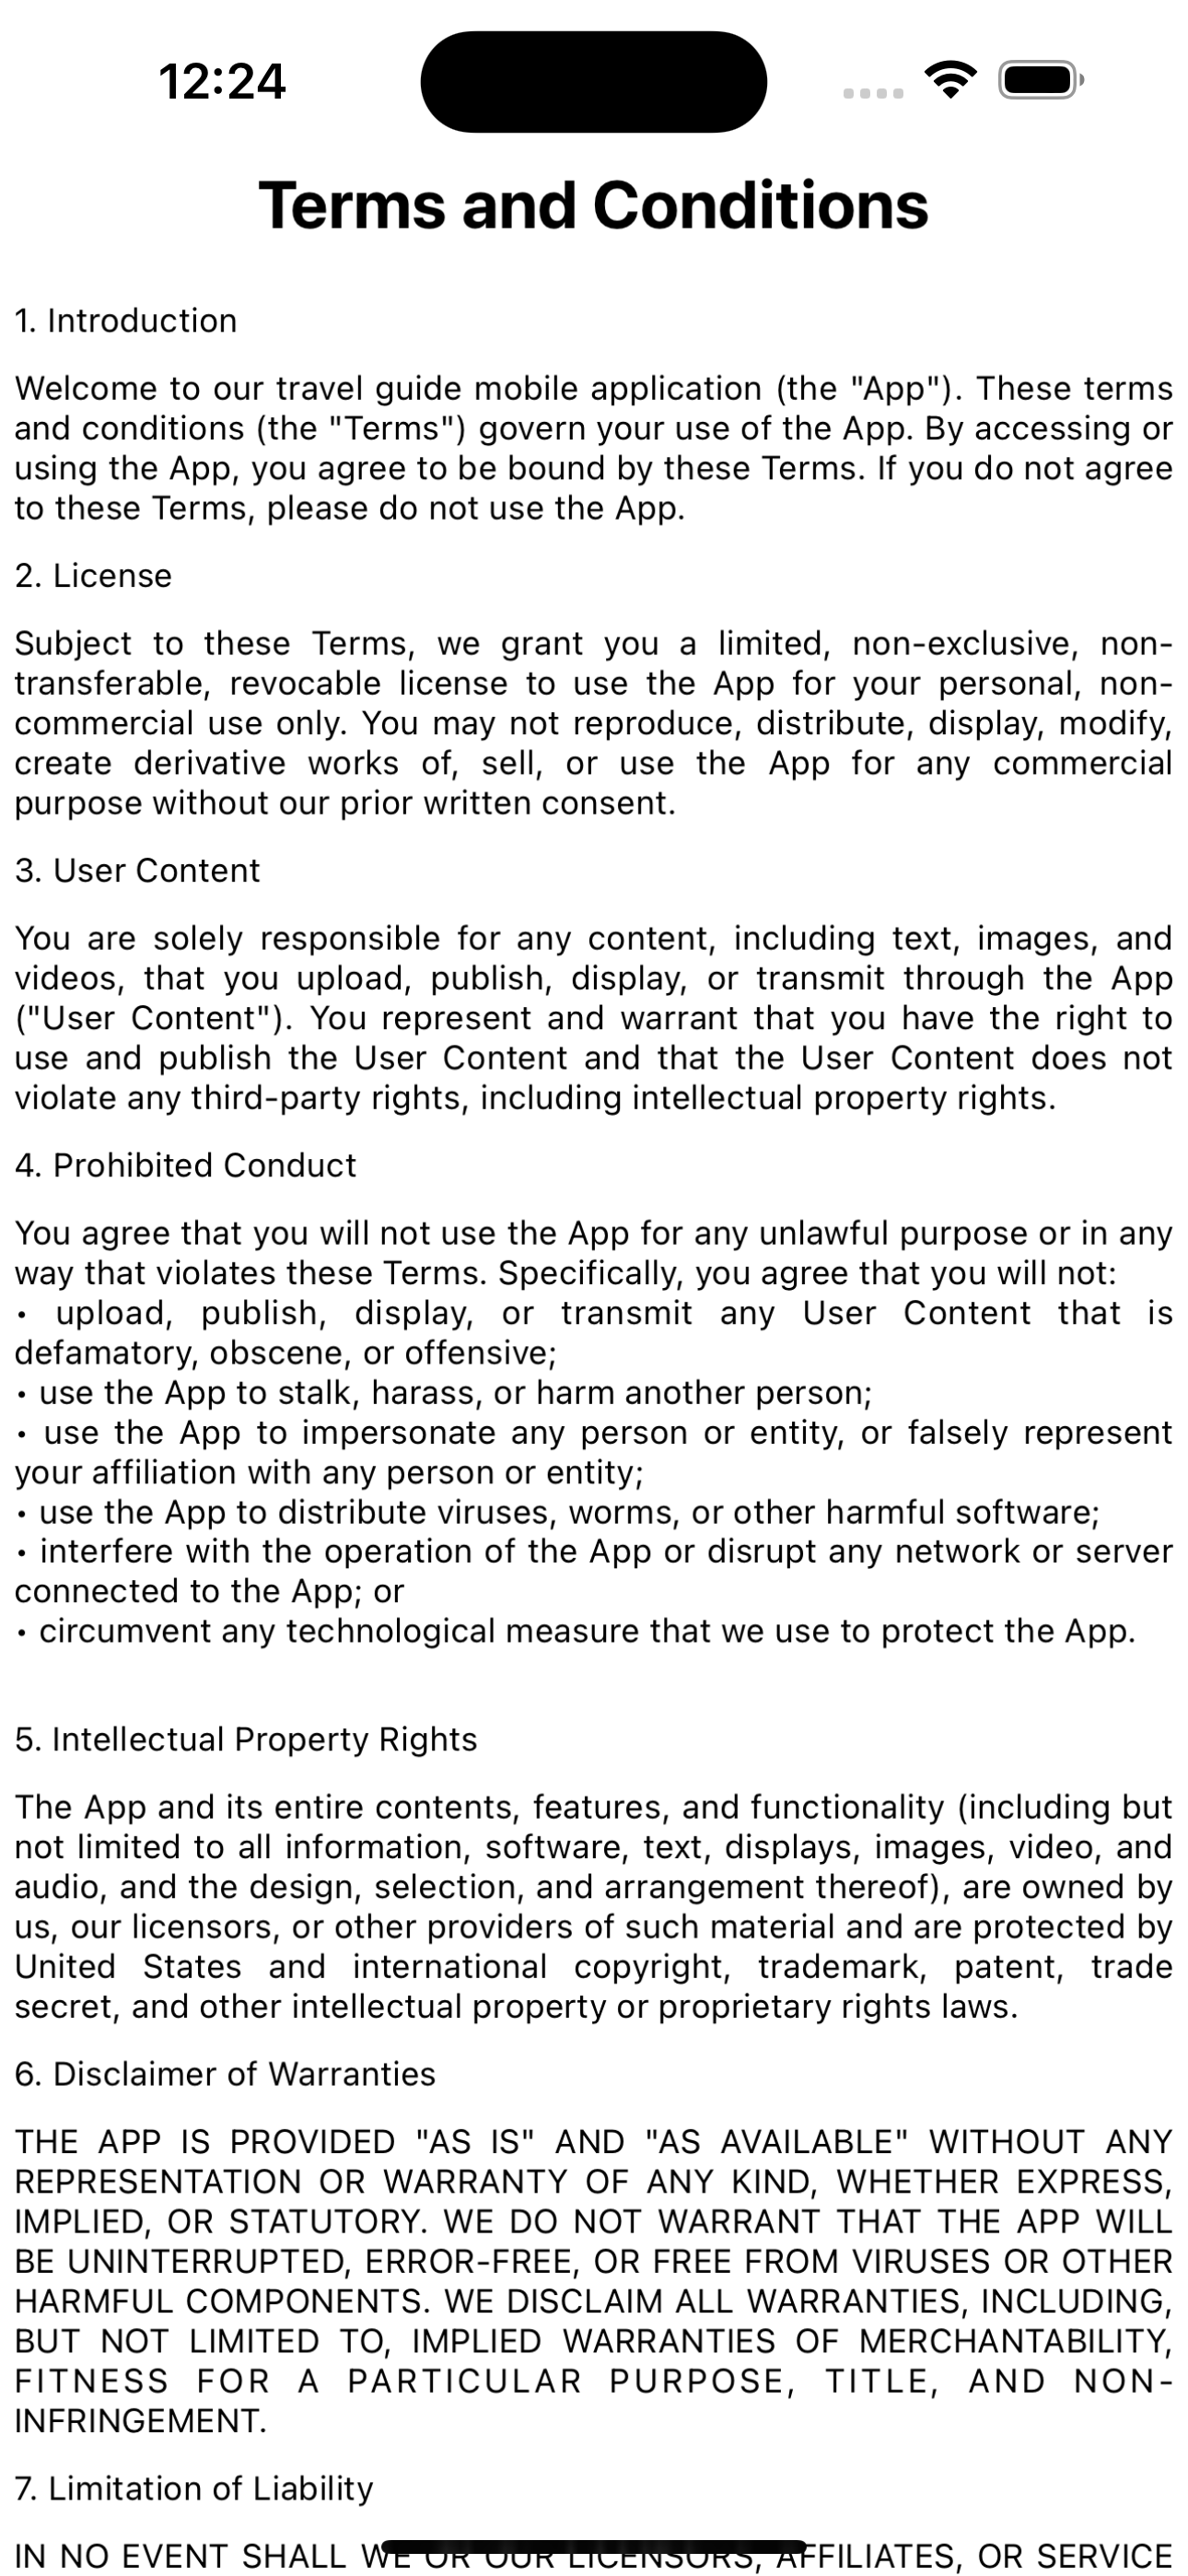 12:24
Terms and Conditions
1. Introduction
Welcome to our travel guide mobile application (the "App"). These terms
and conditions (the "Terms") govern your use of the App. By accessing or
using the App, you agree to be bound by these Terms. If you do not agree
to these Terms, please do not use the App.
2. License
Subject to these Terms, we grant you a limited, non-exclusive, non-
transferable, revocable license to use the App for your personal, non-
commercial use only. You may not reproduce, distribute, display, modify,
create derivative works of, sell, or use the App for any commercial
purpose without our prior written consent.
3. User Content
You are solely responsible for any content, including text, images, and
videos, that you upload, publish, display, or transmit through the App
("User Content"). You represent and warrant that you have the right to
use and publish the User Content and that the User Content does not
violate any third-party rights, including intellectual property rights.
4. Prohibited Conduct
You agree that you will not use the App for any unlawful purpose or in any
way that violates these Terms. Specifically, you agree that you will not:
• upload, publish, display, or transmit any User Content that is
defamatory, obscene, or offensive;
• use the App to stalk, harass, or harm another person;
• use the App to impersonate any person or entity, or falsely represent
your affiliation with any person or entity;
• use the App to distribute viruses, worms, or other harmful software;
• interfere with the operation of the App or disrupt any network or server
connected to the App; or
• circumvent any technological measure that we use to protect the App.
5. Intellectual Property Rights
The App and its entire contents, features, and functionality (including but
not limited to all information, software, text, displays, images, video, and
audio, and the design, selection, and arrangement thereof), are owned by
us, our licensors, or other providers of such material and are protected by
United States and international copyright, trademark, patent, trade
secret, and other intellectual property or proprietary rights laws.
6. Disclaimer of Warranties
THE APP IS PROVIDED "AS IS" AND "AS AVAILABLE" WITHOUT ANY
REPRESENTATION OR WARRANTY OF ANY KIND, WHETHER EXPRESS,
IMPLIED, OR STATUTORY. WE DO NOT WARRANT THAT THE APP WILL
BE UNINTERRUPTED, ERROR-FREE, OR FREE FROM VIRUSES OR OTHER
HARMFUL COMPONENTS. WE DISCLAIM ALL WARRANTIES, INCLUDING,
BUT NOT LIMITED TO, IMPLIED WARRANTIES OF MERCHANTABILITY,
FITNESS FOR A PARTICULAR PURPOSE, TITLE, AND NON-
INFRINGEMENT.
7. Limitation of Liability
IN NO EVENT SHALL WE OR OUR LICENSORS, AFFILIATES, OR SERVICE